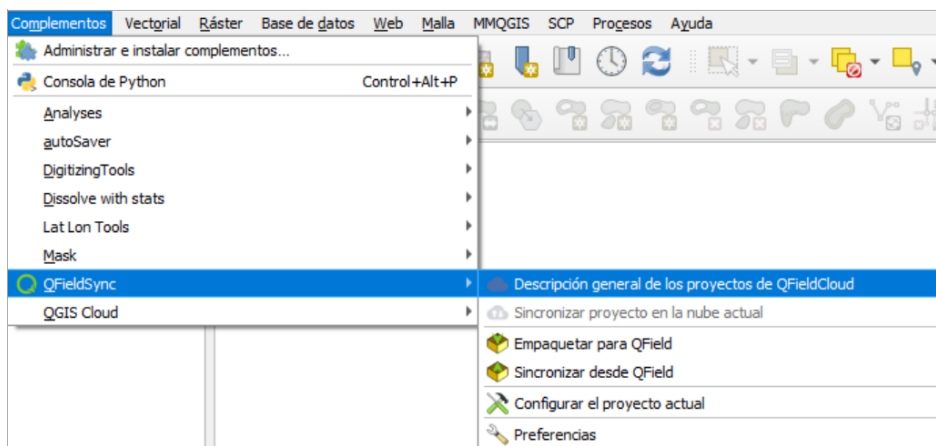 Complementos Vectorial Ráster Base de datos Web Malla MMQGIS SCP Procesos Ayuda
Administrar e instalar complementos...
Consola de Python Control+Alt+P
Analyses
autoSaver
DigitizingTools
Dissolve with stats
Lat Lon Tools
Mask
QFieldSync
Descripción general de los proyectos de QFieldCloud
QGIS Cloud
Sincronizar proyecto en la nube actual
Empaquetar para QField
Sincronizar desde QField
Configurar el proyecto actual
Preferencias